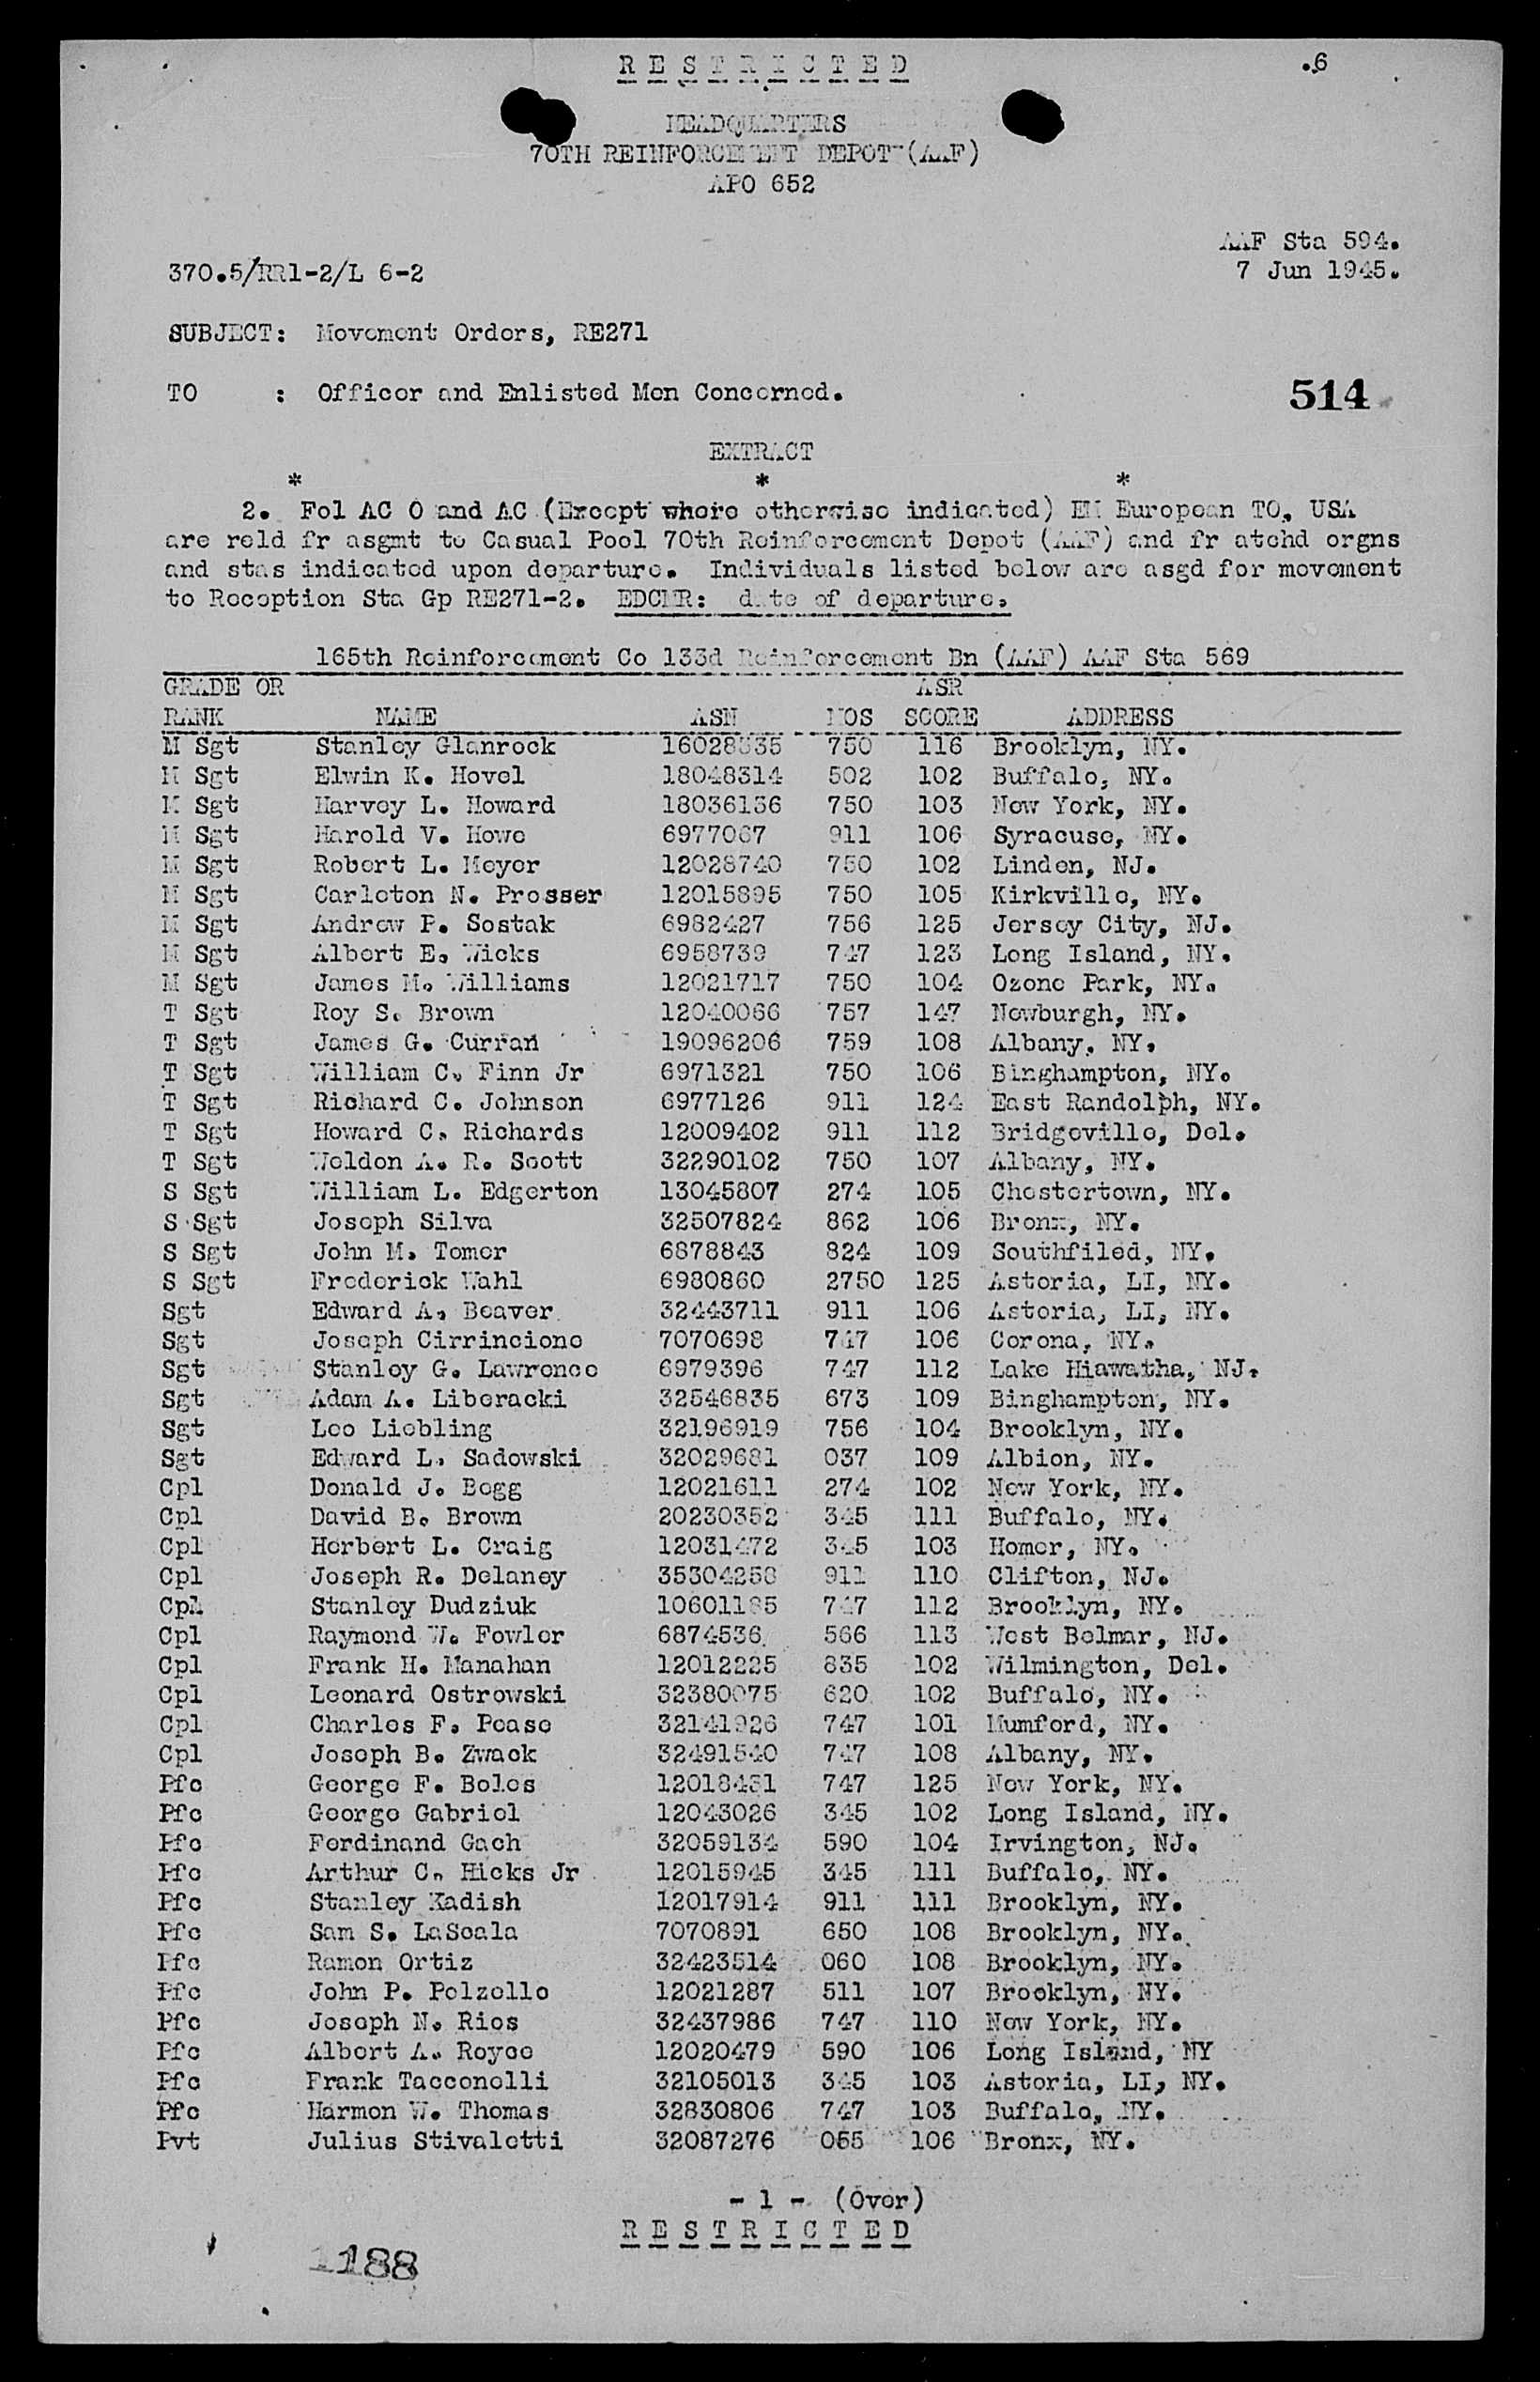 R E S T R I C T E D
.6
HEADQUARTERS
70TH REINFORCEMENT DEPOT (AAF)
APO 652
AAF Sta 594.
370.5/RR1-2/L 6-2
7 Jun 1945.
SUBJECT: Movement Orders, RE271
TO : Officer and Enlisted Men Concerned.
514
EXTRACT
* * *
2. Fol AC O and AC (Except where otherwise indicated) EM European TO, USA
are reld fr asgmt to Casual Pool 70th Reinforcement Depot (AAF) and fr atchd orgns
and stas indicated upon departure. Individuals listed below are asgd for movement
to Reception Sta Gp RE271-2. EDCMR: date of departure.
165th Reinforcement Co 133d Reinforcement Bn (AAF) AAF Sta 569
GRADE OR ASR
RANK NAME ASN MOS SCORE ADDRESS
M Sgt Stanley Glanrock 750 116 Brooklyn, NY.
M Sgt Elwin K. Hovel 18048314 502 102 Buffalo, NY.
M Sgt Harvey L. Howard 18036136 750 103 New York, NY.
M Sgt Harold V. Howe 6977067 911 106 Syracuse, NY.
M Sgt Robert L. Meyer 12028740 750 102 Linden, NJ.
M Sgt Carleton N. Prosser 12015895 750 105 Kirkville, NY.
M Sgt Andrew P. Sostak 6982427 756 125 Jersey City, NJ.
M Sgt Albert E. Wicks 6958739 747 123 Long Island, NY.
M Sgt James M. Williams 12021717 750 104 Ozone Park, NY.
T Sgt Roy S. Brown 12040066 757 147 Newburgh, NY.
T Sgt James G. Curran 19096206 759 108 Albany, NY.
T Sgt William C. Finn Jr 6971321 750 106 Binghampton, NY.
T Sgt Richard C. Johnson 6977126 911 124 East Randolph, NY.
T Sgt Howard C. Richards 12009402 911 112 Bridgeville, Del.
T Sgt Weldon A. R. Scott 32290102 750 107 Albany, NY.
S Sgt William L. Edgerton 13045807 274 105 Chestertown, NY.
S Sgt Joseph Silva 32507824 862 106 Bronx, NY.
S Sgt John M. Tomer 6878843 824 109 Southfiled, NY.
S Sgt Frederick Wahl 6980860 2750 125 Astoria, LI, NY.
Sgt Edward A. Beaver 32443711 911 106 Astoria, LI, NY.
Sgt Joseph Cirrincione 7070698 747 106 Corona, NY.
Sgt Stanley G. Lawrence 6979396 747 112 Lake Hiawatha, NJ.
Sgt Adam A. Liberacki 32546835 673 109 Binghampton, NY.
Sgt Leo Liebling 32196919 756 104 Brooklyn, NY.
Sgt Edward L. Sadowski 32029681 037 109 Albion, NY.
Cpl Donald J. Begg 12021611 274 102 New York, NY.
Cpl David B. Brown 20230352 345 111 Buffalo, NY.
Cpl Herbert L. Craig 12031472 345 103 Homer, NY.
Cpl Joseph R. Delaney 35304258 911 110 Clifton, NJ.
Cpl Stanley Dudziuk 10601185 747 112 Brooklyn, NY.
Cpl Raymond W. Fowler 6874536 566 113 West Belmar, NJ.
Cpl Frank H. Manahan 12012225 835 102 Wilmington, Del.
Cpl Leonard Ostrowski 32380075 620 102 Buffalo, NY.
Cpl Charles F. Pease 32141926 747 101 Mumford, NY.
Cpl Joseph B. Zwack 32491540 747 108 Albany, NY.
Pfc George F. Boles 12018451 747 125 New York, NY.
Pfc George Gabriel 12043026 345 102 Long Island, NY.
Pfc Ferdinand Gach 32059134 590 104 Irvington, NJ.
Pfc Arthur C. Hicks Jr 12015945 345 111 Buffalo, NY.
Pfc Stanley Kadish 12017914 911 111 Brooklyn, NY.
Pfc Sam S. LaScala 7070891 650 108 Brooklyn, NY.
Pfc Ramon Ortiz 32423514 060 108 Brooklyn, NY.
Pfc John P. Polzello 12021287 511 107 Brooklyn, NY.
Pfc Joseph N. Rios 32437986 747 110 New York, NY.
Pfc Albert A. Royce 12020479 590 106 Long Island, NY
Pfc Frank Tacconelli 32105013 345 103 Astoria, LI, NY.
Pfc Harmon W. Thomas 32830806 747 103 Buffalo, NY.
Pvt Julius Stivaletti 32087276 055 106 Bronx, NY.
- 1 - (Over)
R E S T R I C T E D
1188